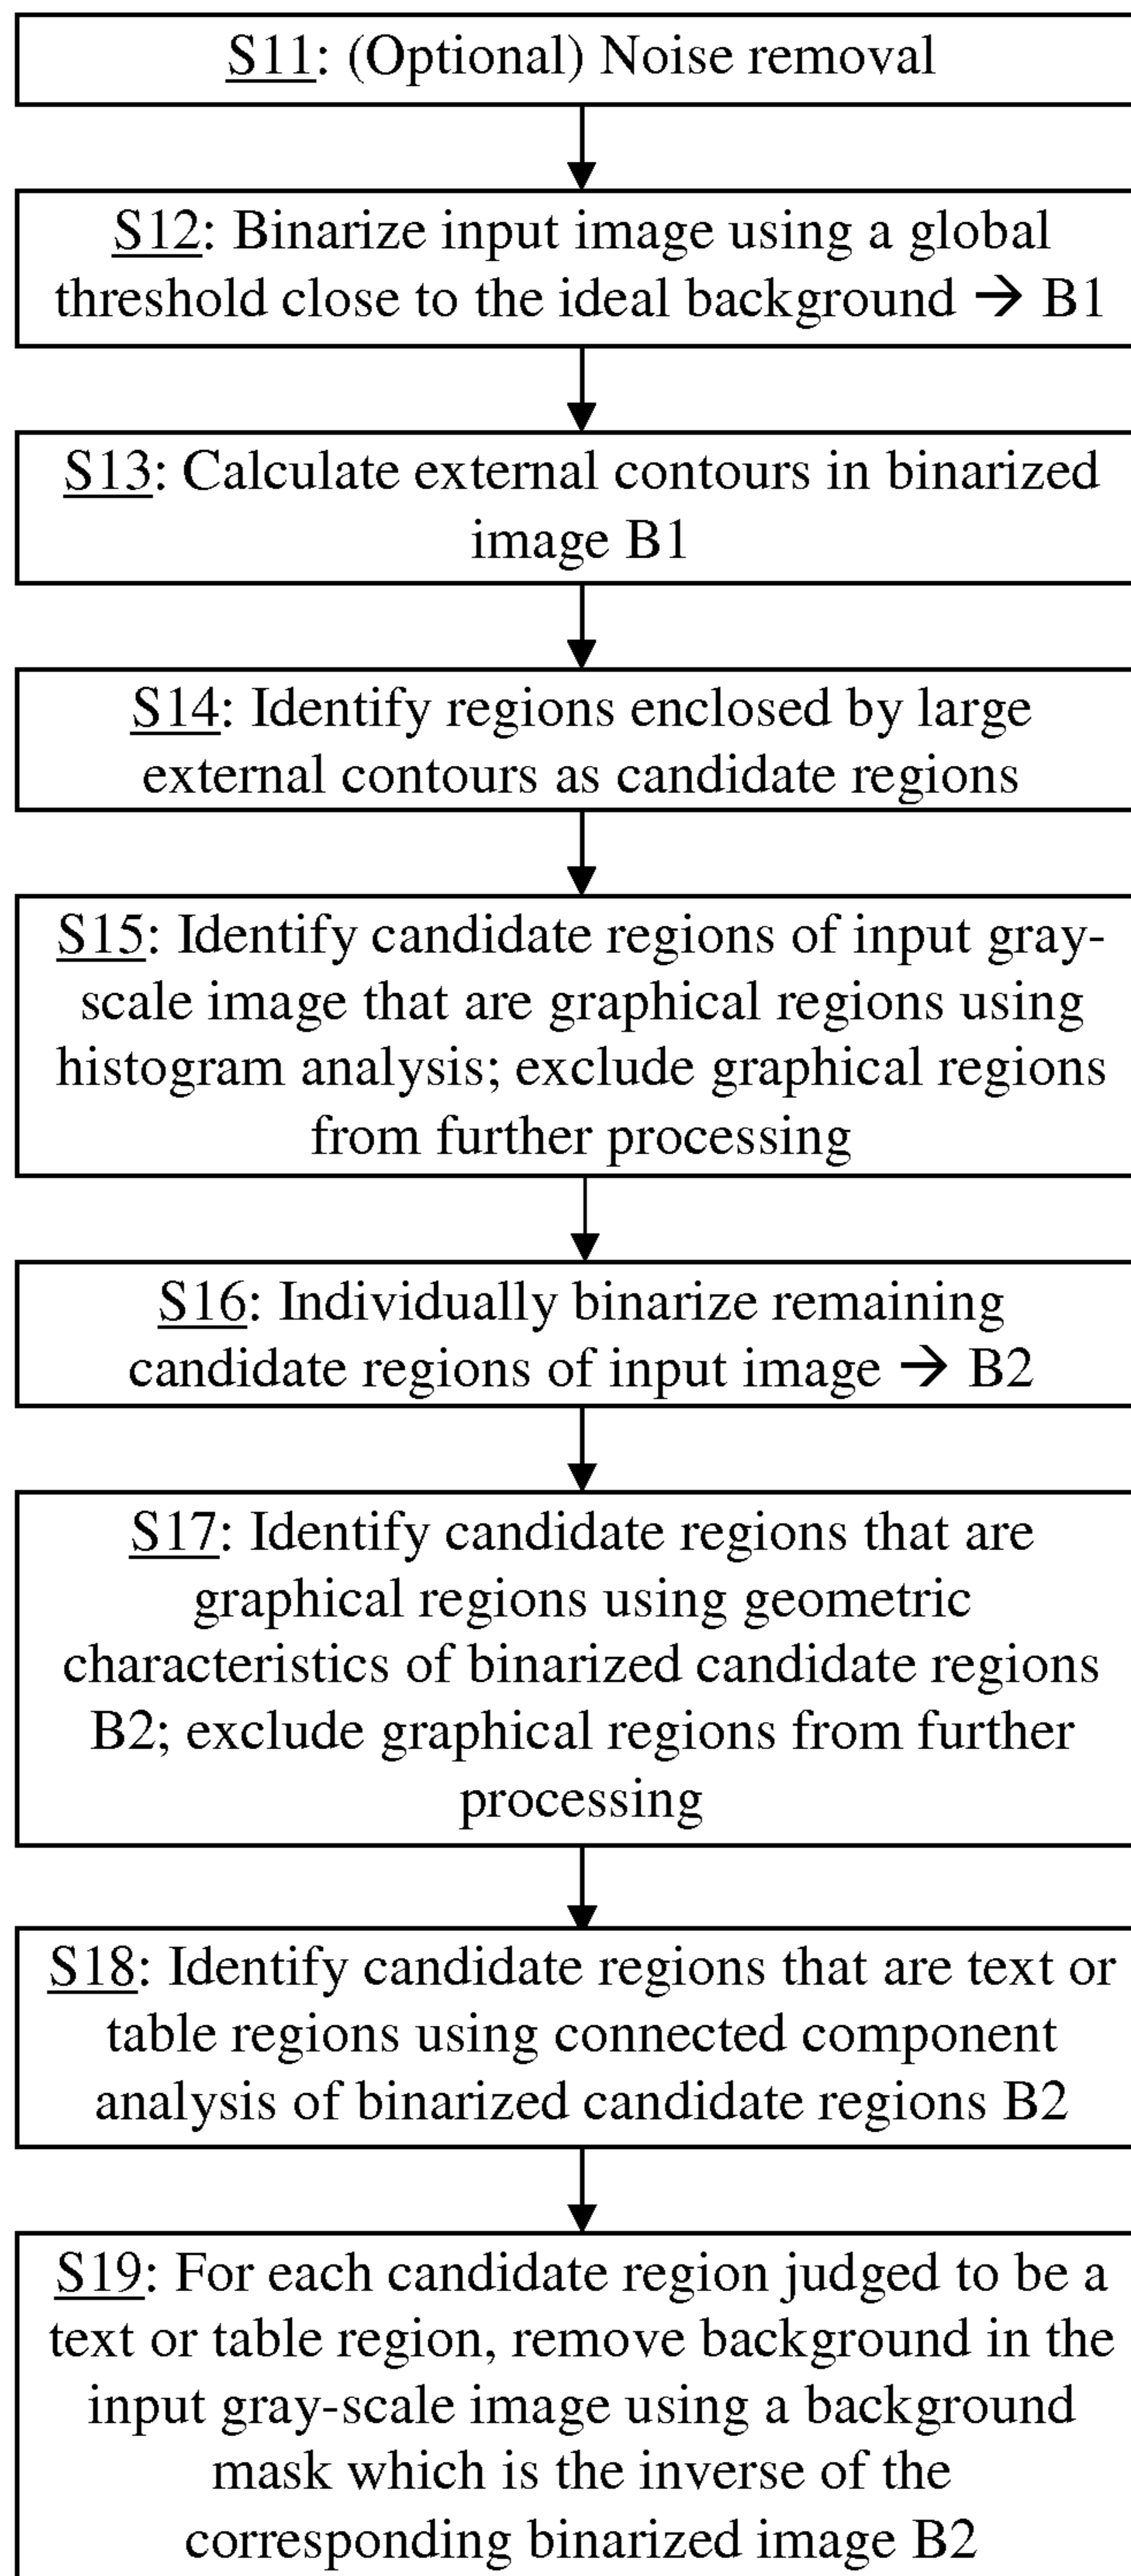 S11: (Optional) Noise removal
S12: Binarize input image using a global
threshold close to the ideal background → B1
S13: Calculate external contours in binarized
image B1
S14: Identify regions enclosed by large
external contours as candidate regions
S15: Identify candidate regions of input gray-
scale image that are graphical regions using
histogram analysis; exclude graphical regions
from further processing
S16: Individually binarize remaining
candidate regions of input image → B2
S17: Identify candidate regions that are
graphical regions using geometric
characteristics of binarized candidate regions
B2; exclude graphical regions from further
processing
S18: Identify candidate regions that are text or
table regions using connected component
analysis of binarized candidate regions B2
S19: For each candidate region judged to be a
text or table region, remove background in the
input gray-scale image using a background
mask which is the inverse of the
corresponding binarized image B2